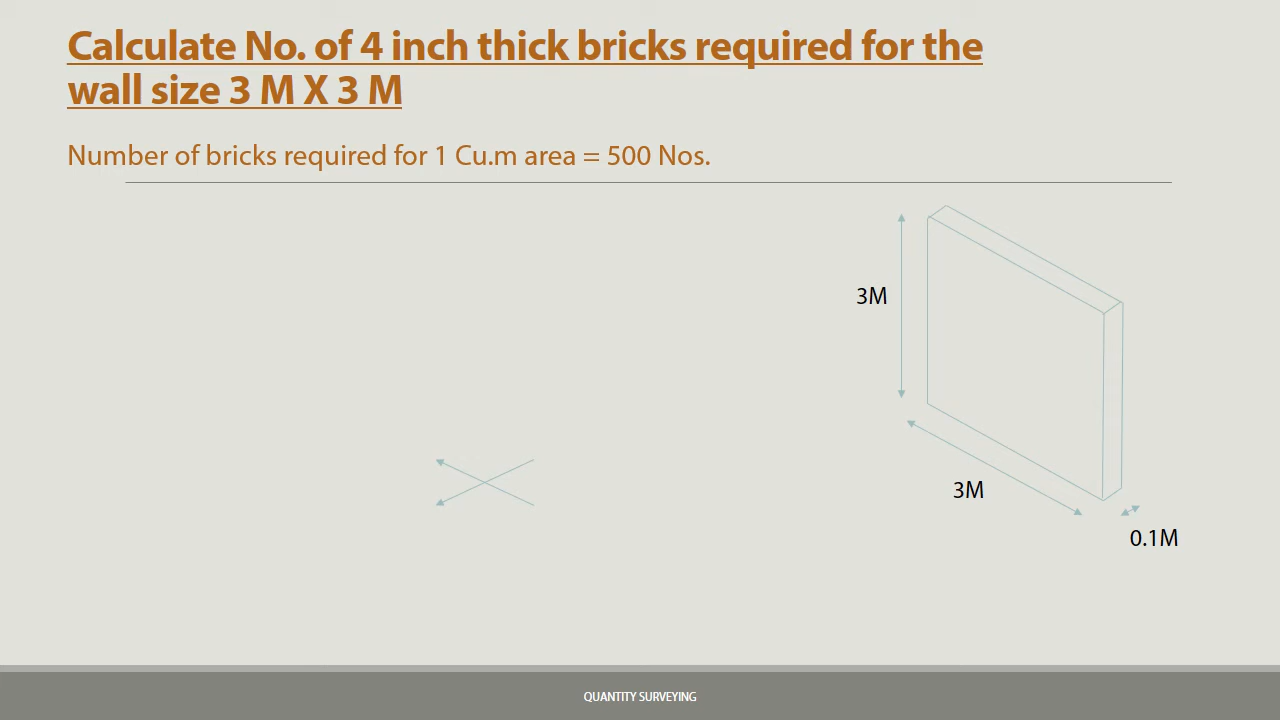 Calculate No. of 4 inch thick bricks required for the
wall size 3 M X 3 M
Number of bricks required for 1 Cu.m area = 500 Nos.
3M
3M
0.1M
QUANTITY SURVEYING